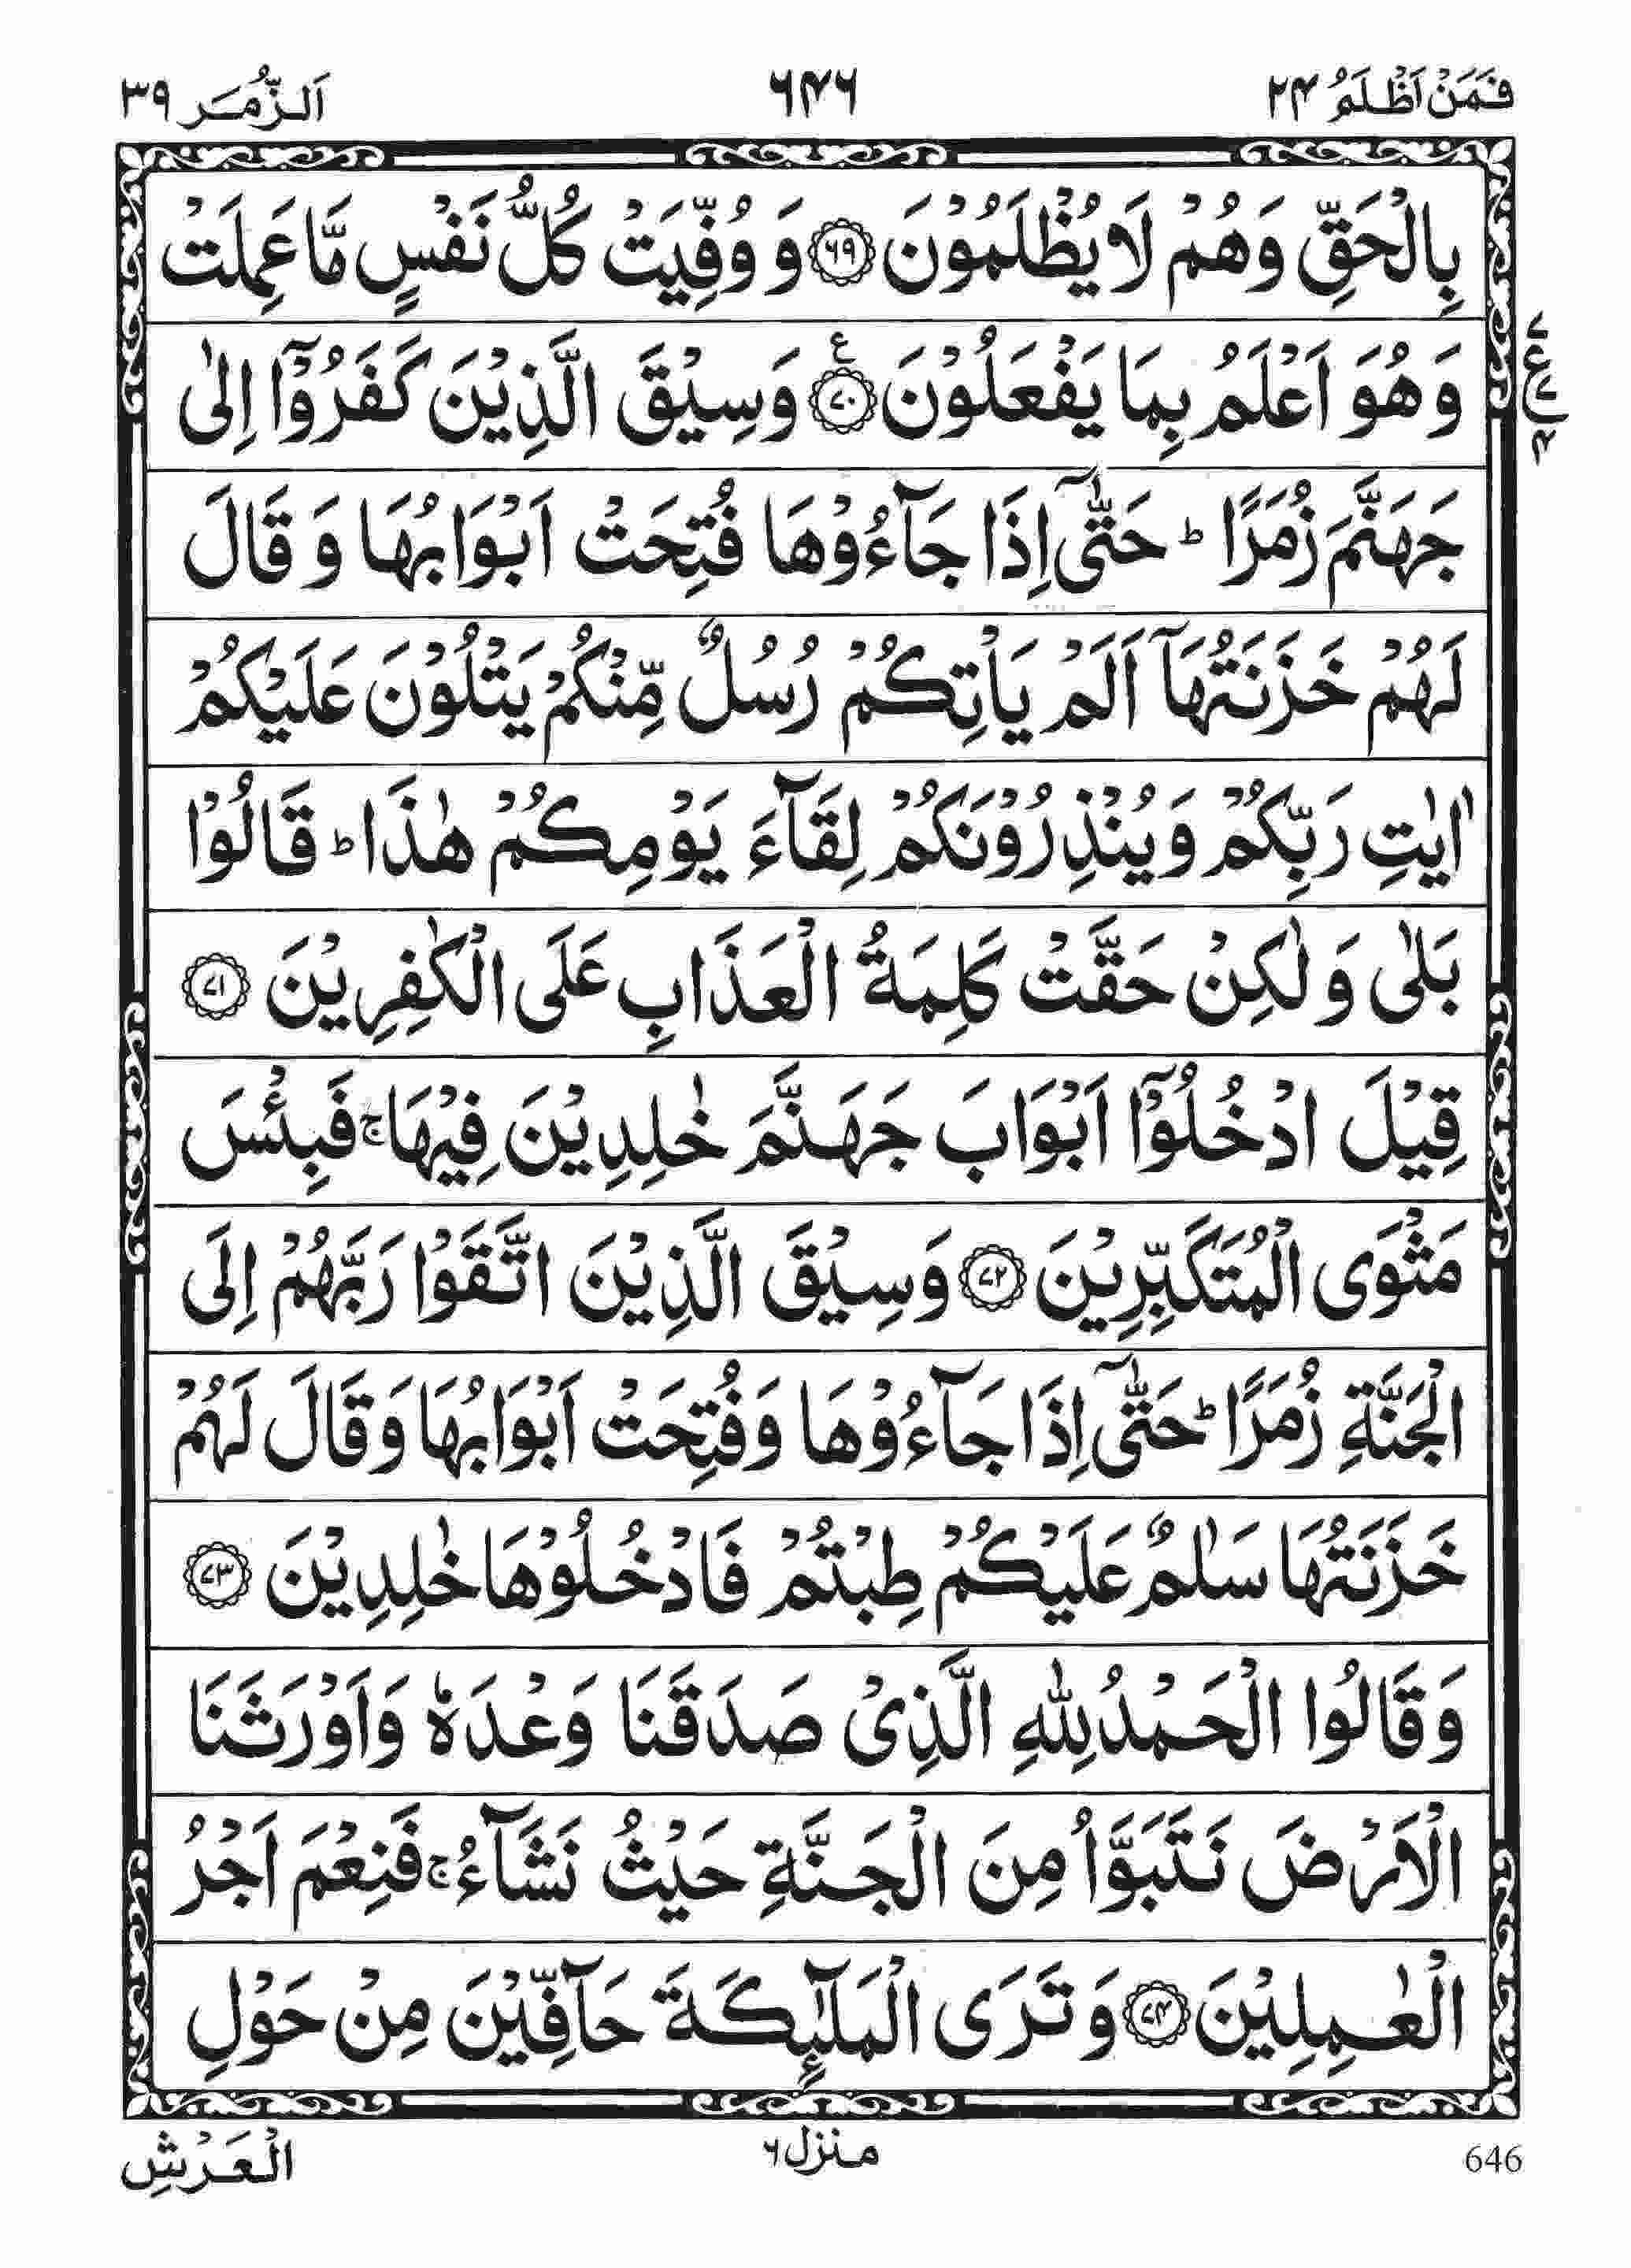 فَمَنْ اَظْلَمُ ۲۴ ۶۴۶ اَلزُّمَر ۳۹
بِالْحَقِّ وَهُمْ لَا يُظْلَمُوْنَ ۶۹ وَ وُفِّيَتْ كُلُّ نَفْسٍ مَّا عَمِلَتْ
وَهُوَ اَعْلَمُ بِمَا يَفْعَلُوْنَ ۷۰ ع وَسِيْقَ الَّذِيْنَ كَفَرُوْۤا اِلٰى
جَهَنَّمَ زُمَرًا ؕ حَتّٰۤى اِذَا جَآءُوْهَا فُتِحَتْ اَبْوَابُهَا وَ قَالَ
لَهُمْ خَزَنَتُهَاۤ اَلَمْ يَاْتِكُمْ رُسُلٌ مِّنْكُمْ يَتْلُوْنَ عَلَيْكُمْ
اٰيٰتِ رَبِّكُمْ وَيُنْذِرُوْنَكُمْ لِقَآءَ يَوْمِكُمْ هٰذَا ؕ قَالُوْا
بَلٰى وَ لٰكِنْ حَقَّتْ كَلِمَةُ الْعَذَابِ عَلَى الْكٰفِرِيْنَ ۷۱
قِيْلَ ادْخُلُوْۤا اَبْوَابَ جَهَنَّمَ خٰلِدِيْنَ فِيْهَا ۚ فَبِئْسَ
مَثْوَى الْمُتَكَبِّرِيْنَ ۷۲ وَسِيْقَ الَّذِيْنَ اتَّقَوْا رَبَّهُمْ اِلَى
الْجَنَّةِ زُمَرًا ؕ حَتّٰۤى اِذَا جَآءُوْهَا وَفُتِحَتْ اَبْوَابُهَا وَقَالَ لَهُمْ
خَزَنَتُهَا سَلٰمٌ عَلَيْكُمْ طِبْتُمْ فَادْخُلُوْهَا خٰلِدِيْنَ ۷۳
وَقَالُوا الْحَمْدُ لِلّٰهِ الَّذِىْ صَدَقَنَا وَعْدَهٗ وَاَوْرَثَنَا
الْاَرْضَ نَتَبَوَّاُ مِنَ الْجَنَّةِ حَيْثُ نَشَآءُ ۚ فَنِعْمَ اَجْرُ
الْعٰمِلِيْنَ ۷۴ وَ تَرَى الْمَلٰٓئِكَةَ حَآفِّيْنَ مِنْ حَوْلِ
646 منزل ۶ الْعَرْشِ